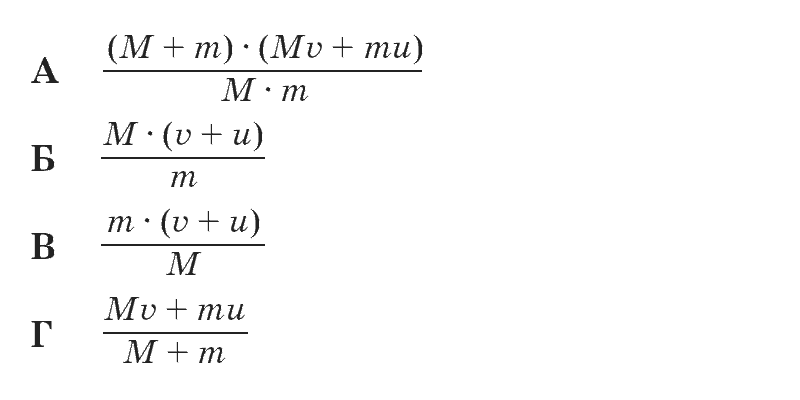 А (M + m) · (Mv + mu) / M · m
Б M · (v + u) / m
В m · (v + u) / M
Г Mv + mu / M + m